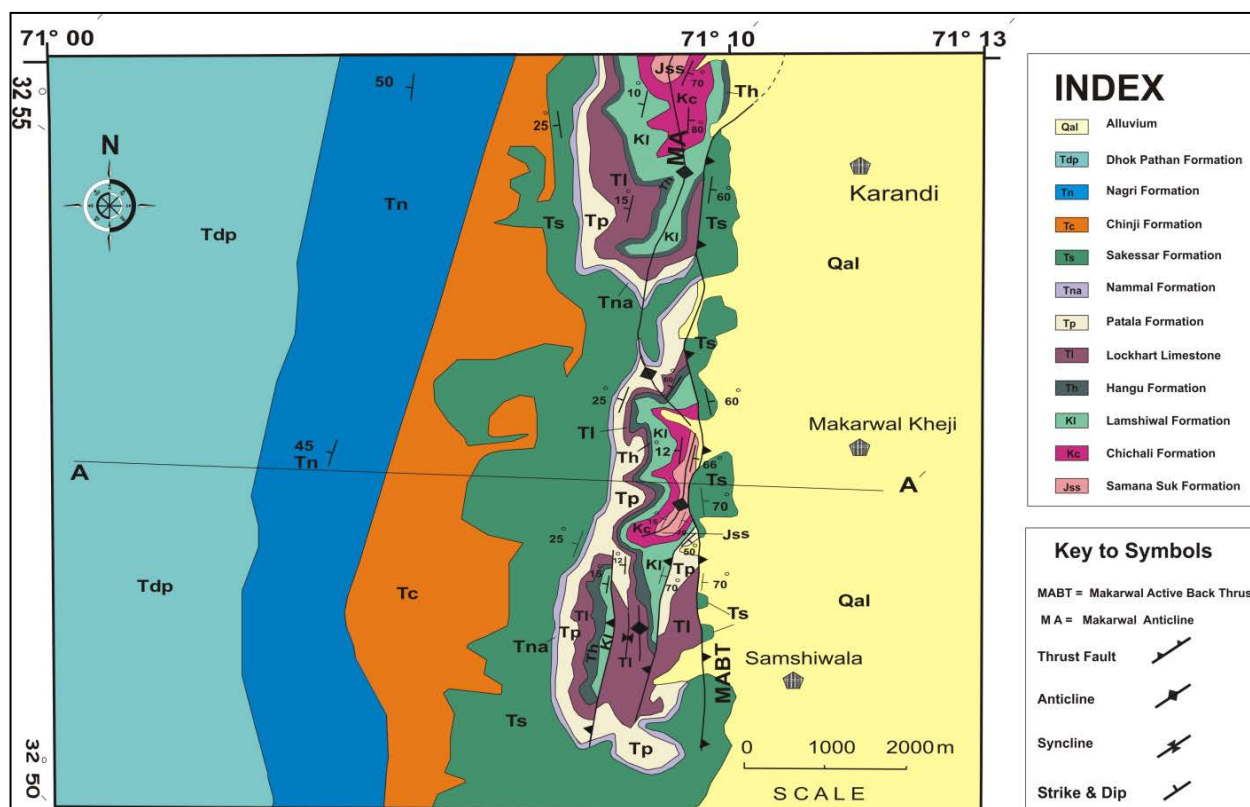 71° 00
71° 10
71° 13
32 55
32 50
N
50
25°
10°
Jss
70°
Kc
80°
Th
MA
Kl
Tl
15°
Th
Kl
60°
Ts
Tp
Ts
Tn
Tdp
Karandi
Qal
Tna
Ts
60°
25°
60°
Makarwal Kheji
Tl
Kl
Th
12
66°
45
Tn
A
A'
Ts
Tp
70°
Kc
15°
Jss
25°
50°
12°
Kl
Tp
15°
70°
70°
Tdp
Tc
Qal
Ts
Tl
Tp
Kl
Tl
Tna
Th
Tl
Samshiwala
MABT
Ts
Tp
0 1000 2000 m
SCALE
INDEX
Qal Alluvium
Tdp Dhok Pathan Formation
Tn Nagri Formation
Tc Chinji Formation
Ts Sakessar Formation
Tna Nammal Formation
Tp Patala Formation
Tl Lockhart Limestone
Th Hangu Formation
Kl Lamshiwal Formation
Kc Chichali Formation
Jss Samana Suk Formation
Key to Symbols
MABT = Makarwal Active Back Thrus
M A = Makarwal Anticline
Thrust Fault
Anticline
Syncline
Strike & Dip